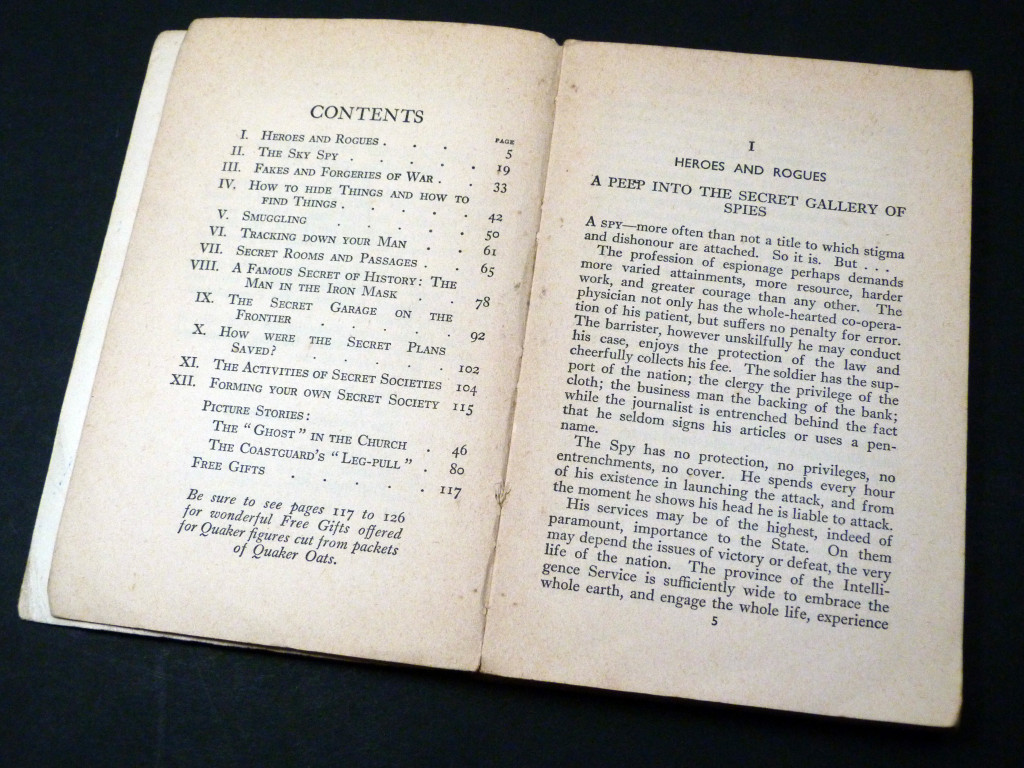 CONTENTS
PAGE
I. Heroes and Rogues . . . 5
II. The Sky Spy . . . . . 19
III. Fakes and Forgeries of War . . 33
IV. How to hide Things and how to
find Things . . . . . 42
V. Smuggling . . . . . 50
VI. Tracking down your Man . . 61
VII. Secret Rooms and Passages . . 65
VIII. A Famous Secret of History: The
Man in the Iron Mask . . 78
IX. The Secret Garage on the
Frontier . . . . . 92
X. How were the Secret Plans
Saved? . . . . . 102
XI. The Activities of Secret Societies 104
XII. Forming your own Secret Society 115
Picture Stories:
The "Ghost" in the Church . 46
The Coastguard's "Leg-pull" . 80
Free Gifts . . . . . 117
Be sure to see pages 117 to 126
for wonderful Free Gifts offered
for Quaker figures cut from packets
of Quaker Oats.
I
HEROES AND ROGUES
A PEEP INTO THE SECRET GALLERY OF
SPIES
A spy—more often than not a title to which stigma
and dishonour are attached. So it is. But . . .
The profession of espionage perhaps demands
more varied attainments, more resource, harder
work, and greater courage than any other. The
physician not only has the whole-hearted co-opera-
tion of his patient, but suffers no penalty for error.
The barrister, however unskilfully he may conduct
his case, enjoys the protection of the law and
cheerfully collects his fee. The soldier has the sup-
port of the nation; the clergy the privilege of the
cloth; the business man the backing of the bank;
while the journalist is entrenched behind the fact
that he seldom signs his articles or uses a pen-
name.
The Spy has no protection, no privileges, no
entrenchments, no cover. He spends every hour
of his existence in launching the attack, and from
the moment he shows his head he is liable to attack.
His services may be of the highest, indeed of
paramount, importance to the State. On them
may depend the issues of victory or defeat, the very
life of the nation. The province of the Intelli-
gence Service is sufficiently wide to embrace the
whole earth, and engage the whole life, experience
5